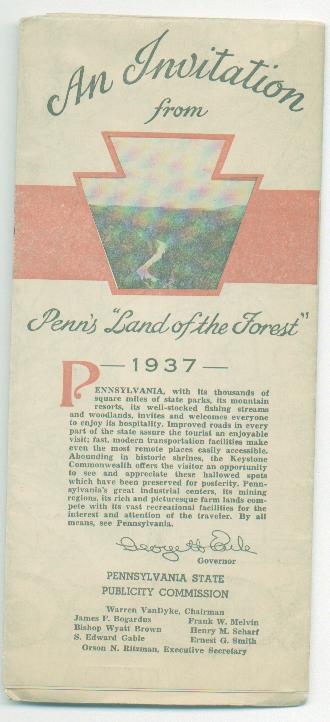 An Invitation
from
Penn's "Land of the Forest"
—1937—
PENNSYLVANIA, with its thousands of
square miles of state parks, its mountain
resorts, its well-stocked fishing streams
and woodlands, invites and welcomes everyone
to enjoy its hospitality. Improved roads in every
part of the state assure the tourist an enjoyable
visit; fast, modern transportation facilities make
even the most remote places easily accessible.
Abounding in historic shrines, the Keystone
Commonwealth offers the visitor an opportunity
to see and appreciate these hallowed spots
which have been preserved for posterity. Penn-
sylvania's great industrial centers, its mining
regions, its rich and picturesque farm lands com-
pete with its vast recreational facilities for the
interest and attention of the traveler. By all
means, see Pennsylvania.
George H Earle
Governor
PENNSYLVANIA STATE
PUBLICITY COMMISSION
Warren VanDyke, Chairman
James F. Bogardus Frank W. Melvin
Bishop Wyatt Brown Henry M. Scharf
S. Edward Gable Ernest G. Smith
Orson N. Ritzman, Executive Secretary